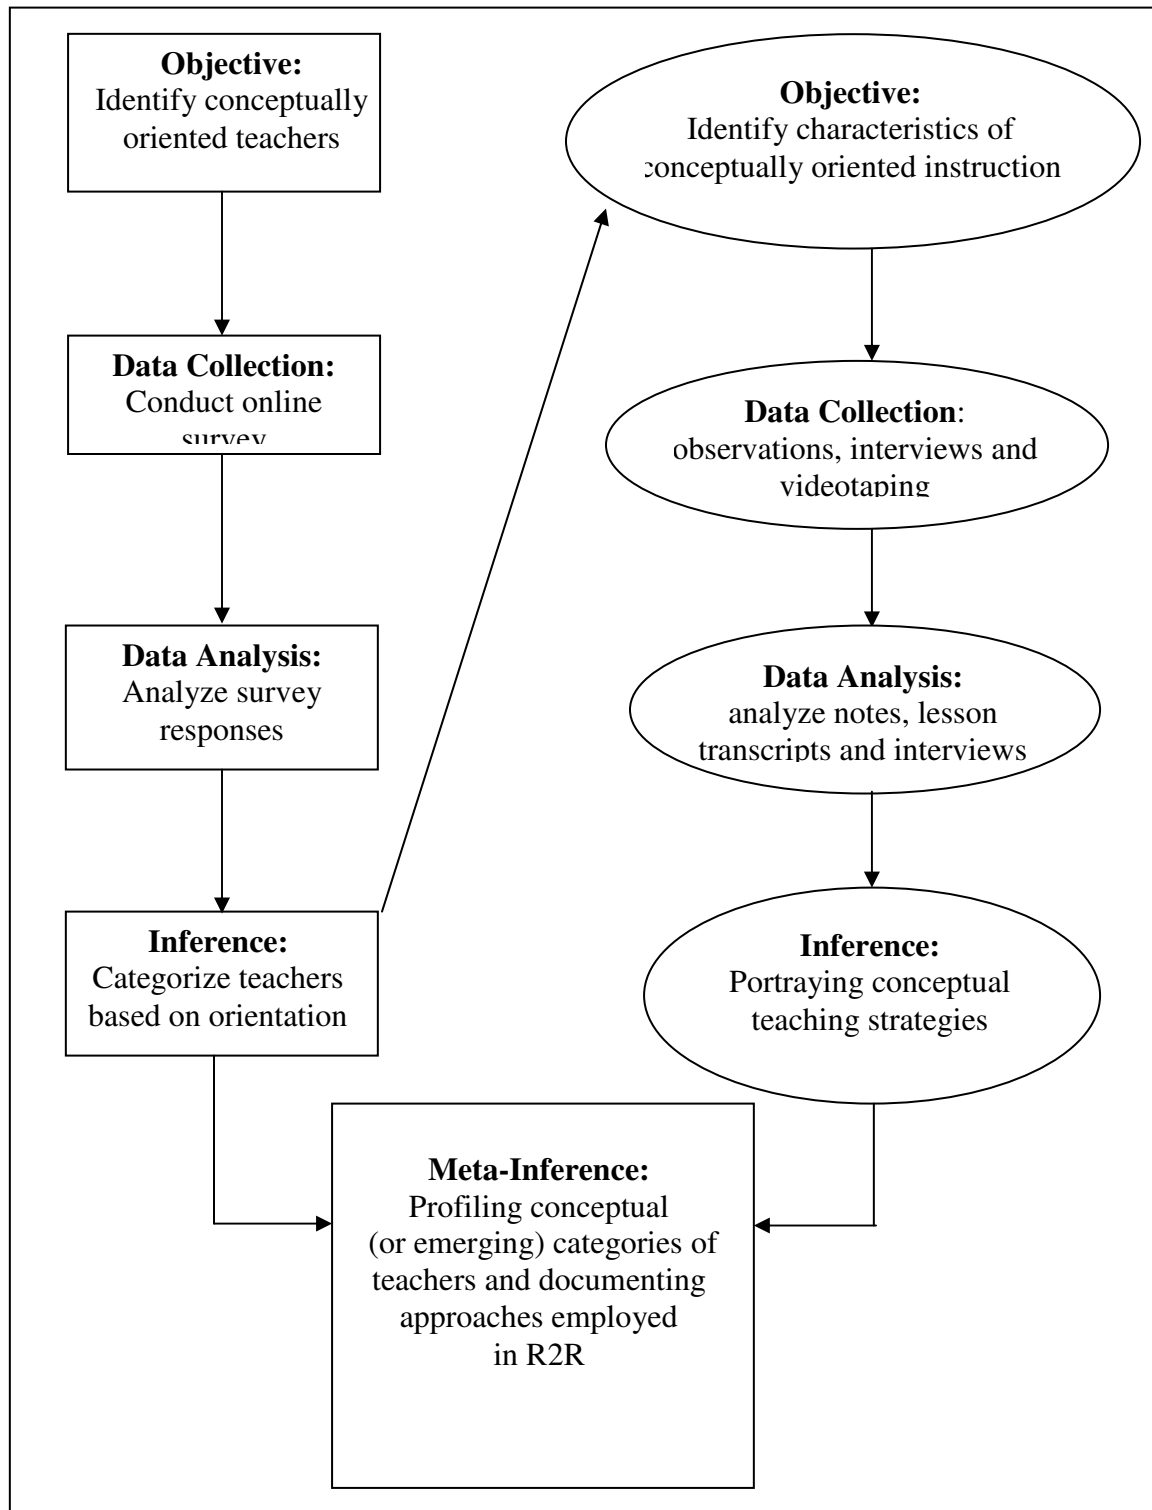 Objective:
Identify conceptually
oriented teachers
Data Collection:
Conduct online
survey
Data Analysis:
Analyze survey
responses
Inference:
Categorize teachers
based on orientation
Objective:
Identify characteristics of
conceptually oriented instruction
Data Collection:
observations, interviews and
videotaping
Data Analysis:
analyze notes, lesson
transcripts and interviews
Inference:
Portraying conceptual
teaching strategies
Meta-Inference:
Profiling conceptual
(or emerging) categories of
teachers and documenting
approaches employed
in R2R